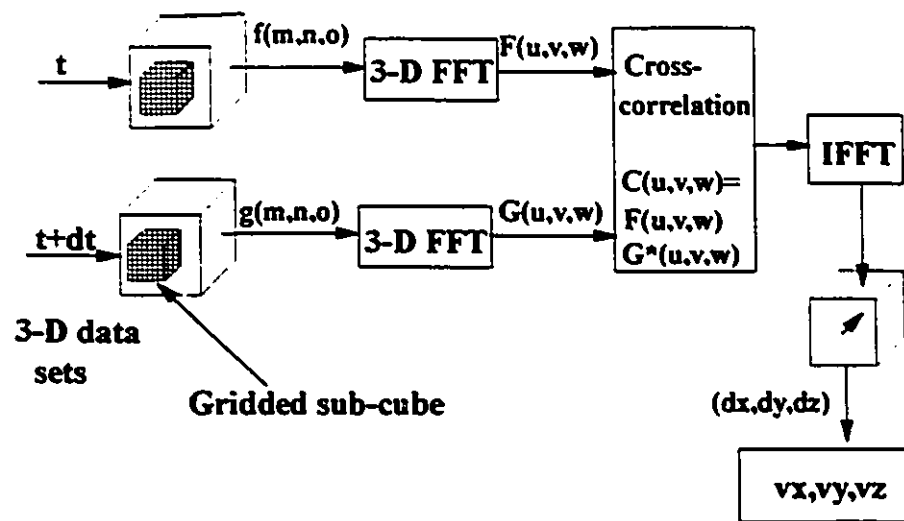 t
f(m,n,o)
3-D FFT
F(u,v,w)
Cross-
correlation
C(u,v,w)=
F(u,v,w)
G*(u,v,w)
IFFT
t+dt
g(m,n,o)
3-D FFT
G(u,v,w)
3-D data
sets
Gridded sub-cube
(dx,dy,dz)
vx,vy,vz